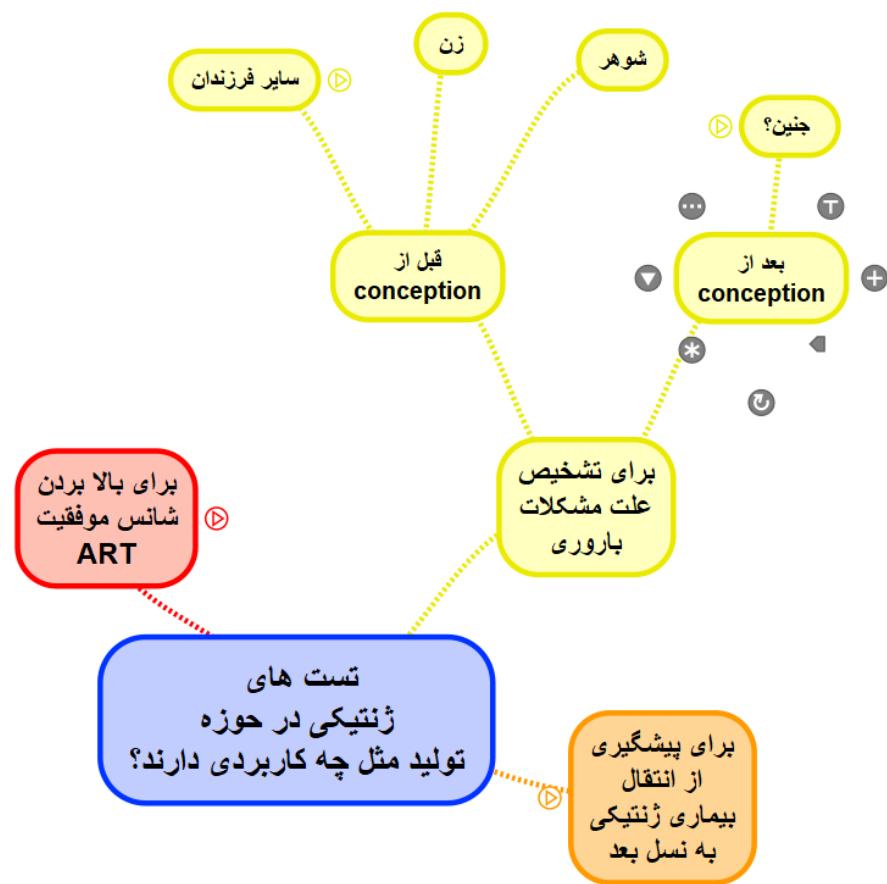 زن
شوهر
سایر فرزندان
جنین؟
قبل از
conception
بعد از
conception
برای تشخیص
علت مشکلات
باروری
برای بالا بردن
شانس موفقیت
ART
تست های
ژنتیکی در حوزه
تولید مثل چه کاربردی دارند؟
برای پیشگیری
از انتقال
بیماری ژنتیکی
به نسل بعد